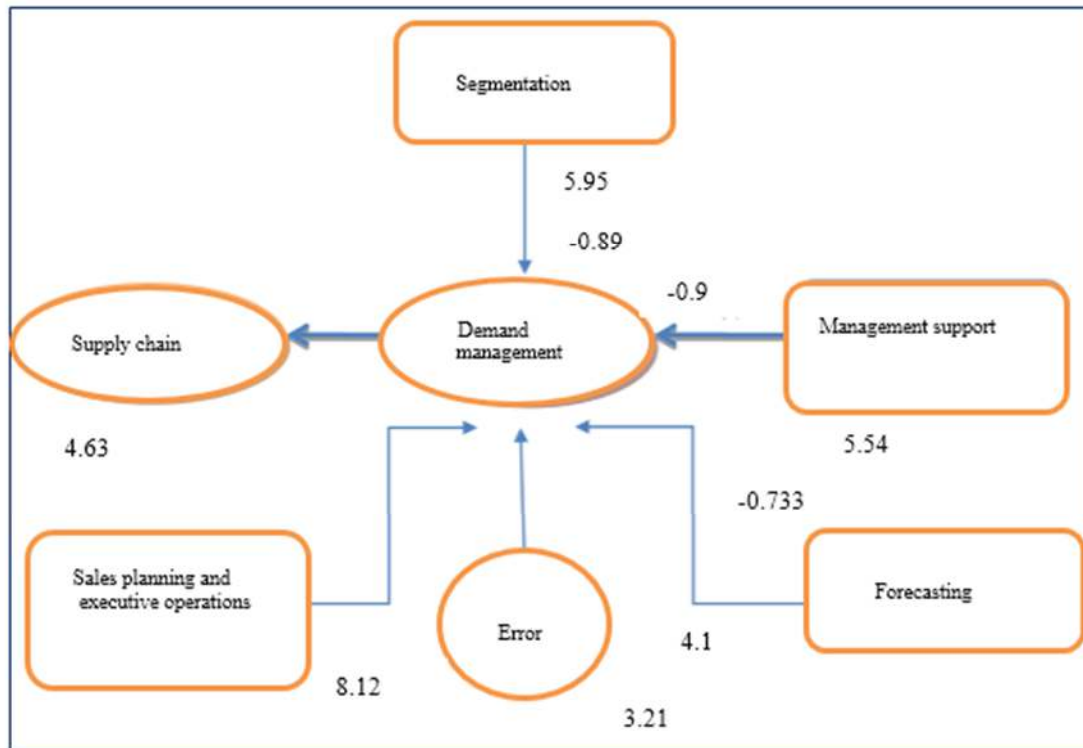 Segmentation
5.95
-0.89
-0.9
Supply chain
Demand
management
Management support
4.63
5.54
-0.733
Sales planning and
executive operations
Error
Forecasting
4.1
8.12
3.21